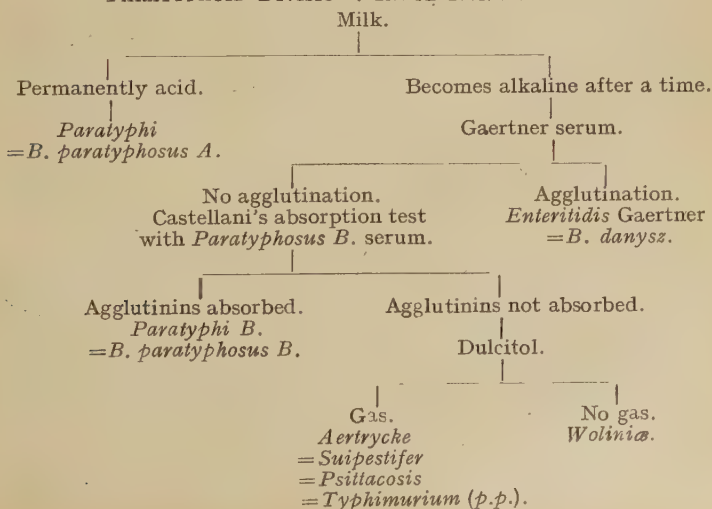 Milk.
Permanently acid.
Becomes alkaline after a time.
Paratyphi
=B. paratyphosus A.
Gaertner serum.
No agglutination.
Castellani's absorption test
with Paratyphosus B. serum.
Agglutination.
Enteritidis Gaertner
=B. danysz.
Agglutinins absorbed.
Paratyphi B.
=B. paratyphosus B.
Agglutinins not absorbed.
Dulcitol.
Gas.
Aertrycke
=Suipestifer
=Psittacosis
=Typhimurium (p.p.).
No gas.
Woliniæ.